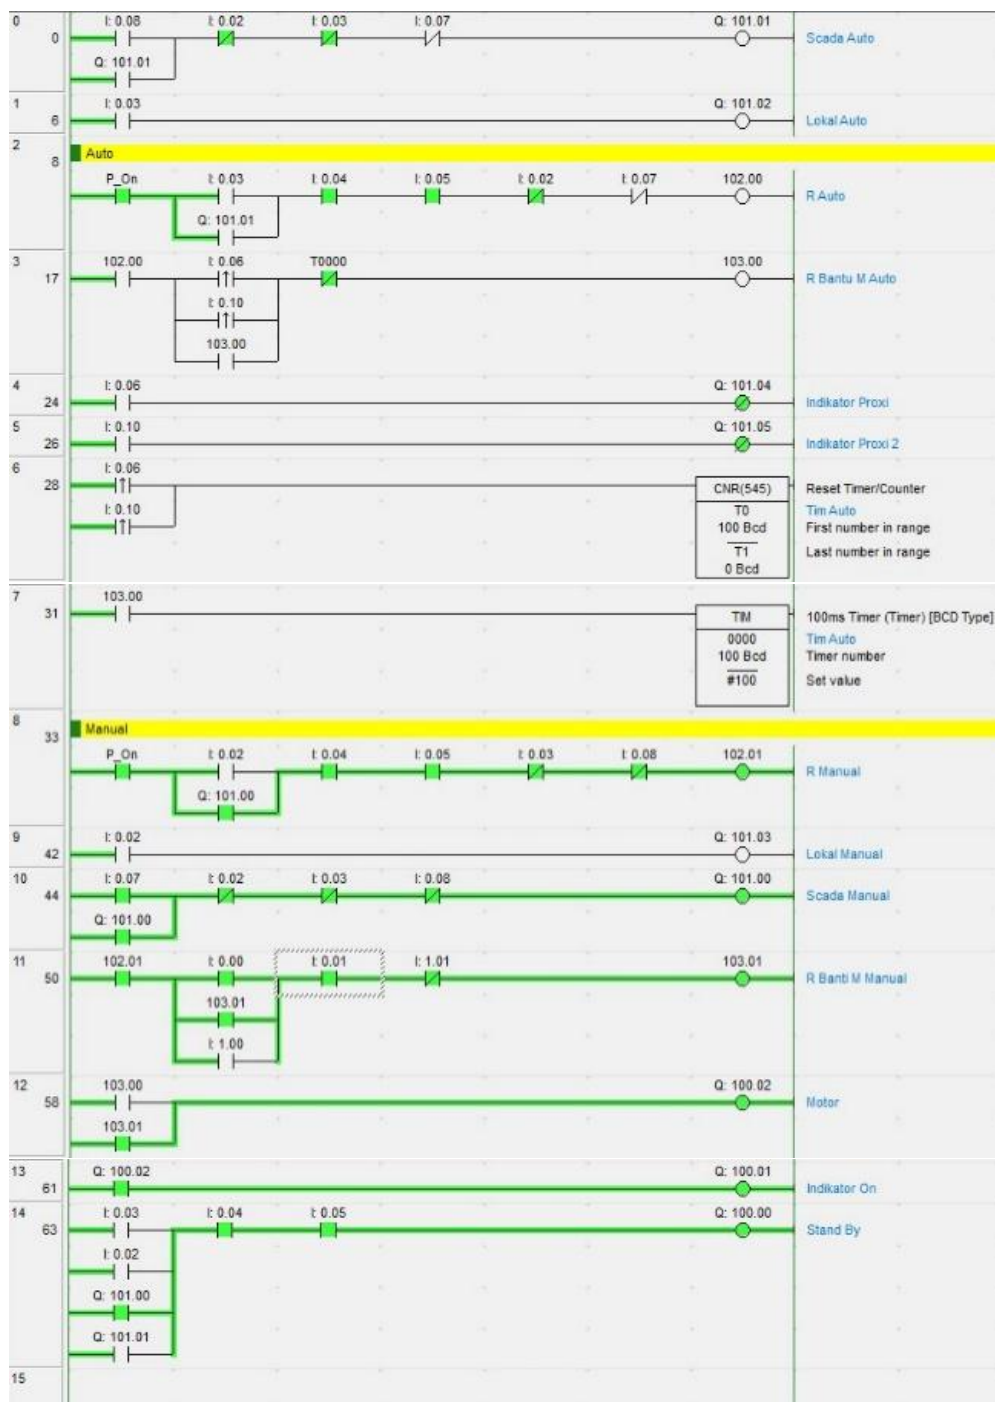 0 I: 0.08 I: 0.02 I: 0.03 I: 0.07 Q: 101.01
0 Scada Auto
Q: 101.01
1 I: 0.03 Q: 101.02
6 Lokal Auto
2
8 Auto
P_On I: 0.03 I: 0.04 I: 0.05 I: 0.02 I: 0.07 102.00
R Auto
Q: 101.01
3 102.00 I: 0.06 T0000 103.00
17 R Bantu M Auto
I: 0.10
103.00
4 I: 0.06 Q: 101.04
24 Indikator Proxi
5 I: 0.10 Q: 101.05
26 Indikator Proxi 2
6 I: 0.06
28 CNR(545) Reset Timer/Counter
I: 0.10 T0 Tim Auto
100 Bcd First number in range
T1 Last number in range
0 Bcd
7 103.00
31 TIM 100ms Timer (Timer) [BCD Type]
0000 Tim Auto
100 Bcd Timer number
#100 Set value
8
33 Manual
P_On I: 0.02 I: 0.04 I: 0.05 I: 0.03 I: 0.08 102.01
R Manual
Q: 101.00
9 I: 0.02 Q: 101.03
42 Lokal Manual
10 I: 0.07 I: 0.02 I: 0.03 I: 0.08 Q: 101.00
44 Scada Manual
Q: 101.00
11 102.01 I: 0.00 I: 0.01 I: 1.01 103.01
50 R Banti M Manual
103.01
I: 1.00
12 103.00 Q: 100.02
58 Motor
103.01
13 Q: 100.02 Q: 100.01
61 Indikator On
14 I: 0.03 I: 0.04 I: 0.05 Q: 100.00
63 Stand By
I: 0.02
Q: 101.00
Q: 101.01
15